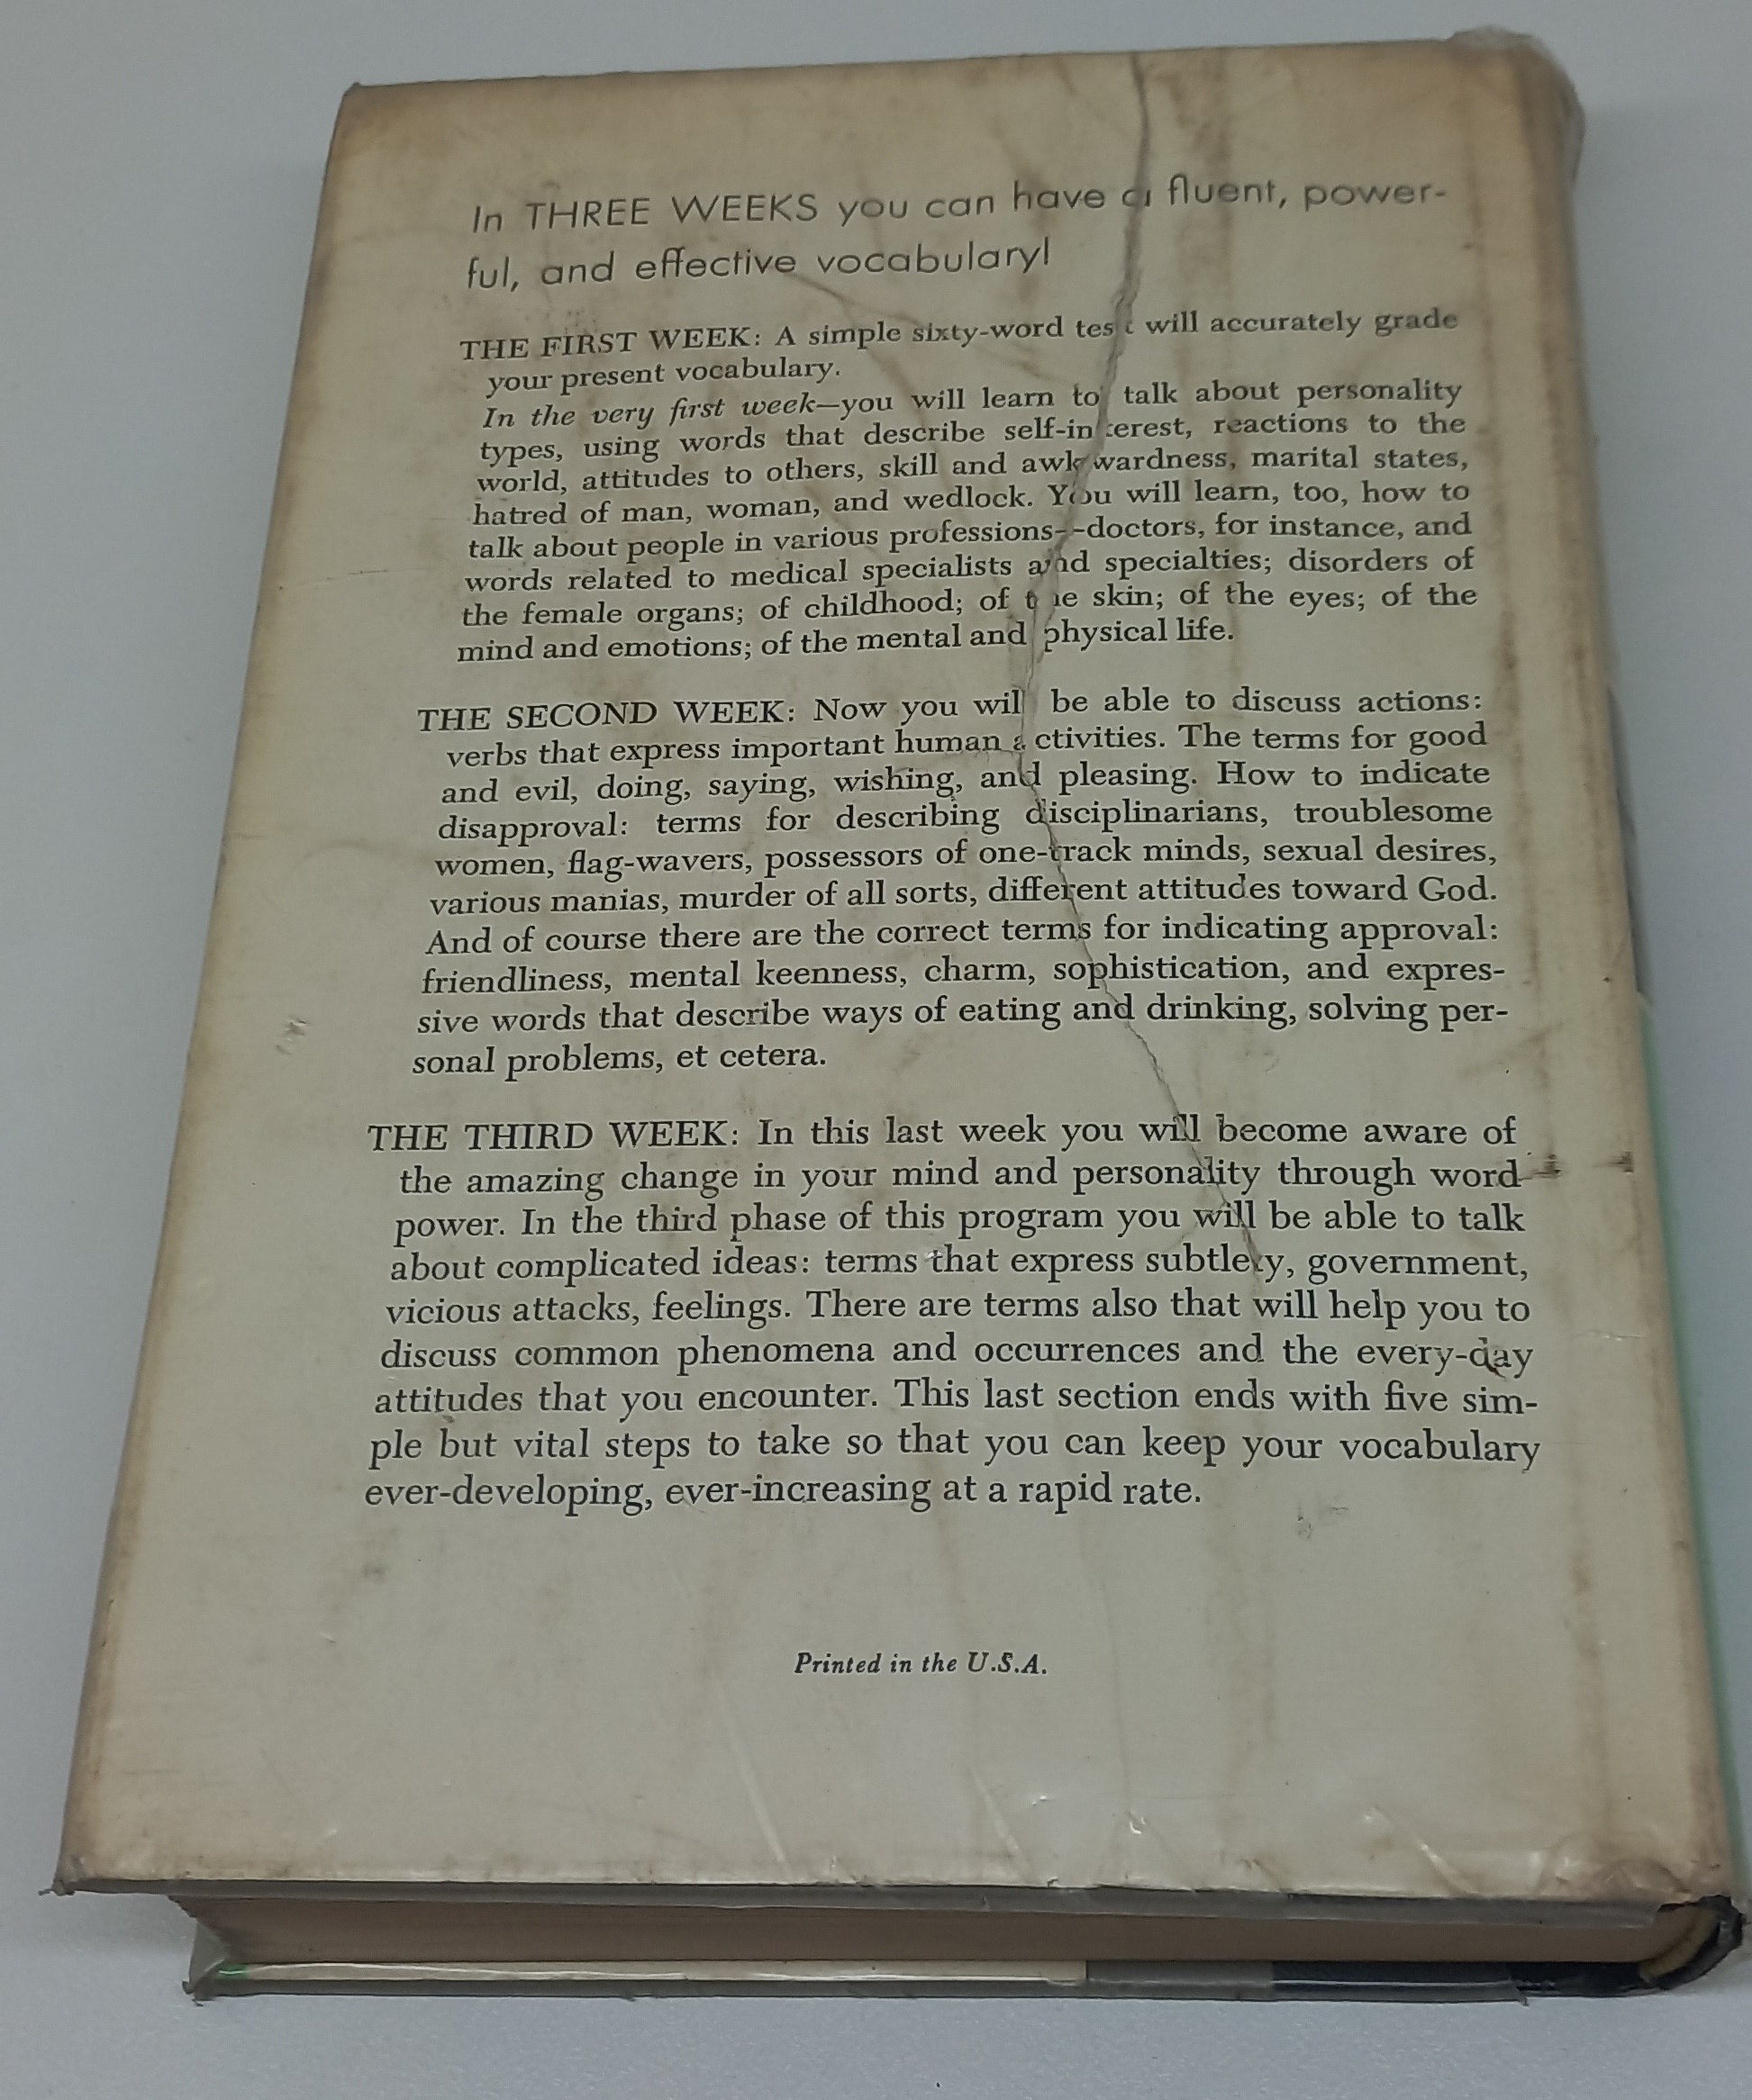 In THREE WEEKS you can have a fluent, power-
ful, and effective vocabulary!
THE FIRST WEEK: A simple sixty-word test will accurately grade
your present vocabulary.
In the very first week—you will learn to talk about personality
types, using words that describe self-interest, reactions to the
world, attitudes to others, skill and awkwardness, marital states,
hatred of man, woman, and wedlock. You will learn, too, how to
talk about people in various professions—doctors, for instance, and
words related to medical specialists and specialties; disorders of
the female organs; of childhood; of the skin; of the eyes; of the
mind and emotions; of the mental and physical life.
THE SECOND WEEK: Now you will be able to discuss actions:
verbs that express important human activities. The terms for good
and evil, doing, saying, wishing, and pleasing. How to indicate
disapproval: terms for describing disciplinarians, troublesome
women, flag-wavers, possessors of one-track minds, sexual desires,
various manias, murder of all sorts, different attitudes toward God.
And of course there are the correct terms for indicating approval:
friendliness, mental keenness, charm, sophistication, and expres-
sive words that describe ways of eating and drinking, solving per-
sonal problems, et cetera.
THE THIRD WEEK: In this last week you will become aware of
the amazing change in your mind and personality through word
power. In the third phase of this program you will be able to talk
about complicated ideas: terms that express subtlety, government,
vicious attacks, feelings. There are terms also that will help you to
discuss common phenomena and occurrences and the every-day
attitudes that you encounter. This last section ends with five sim-
ple but vital steps to take so that you can keep your vocabulary
ever-developing, ever-increasing at a rapid rate.
Printed in the U.S.A.